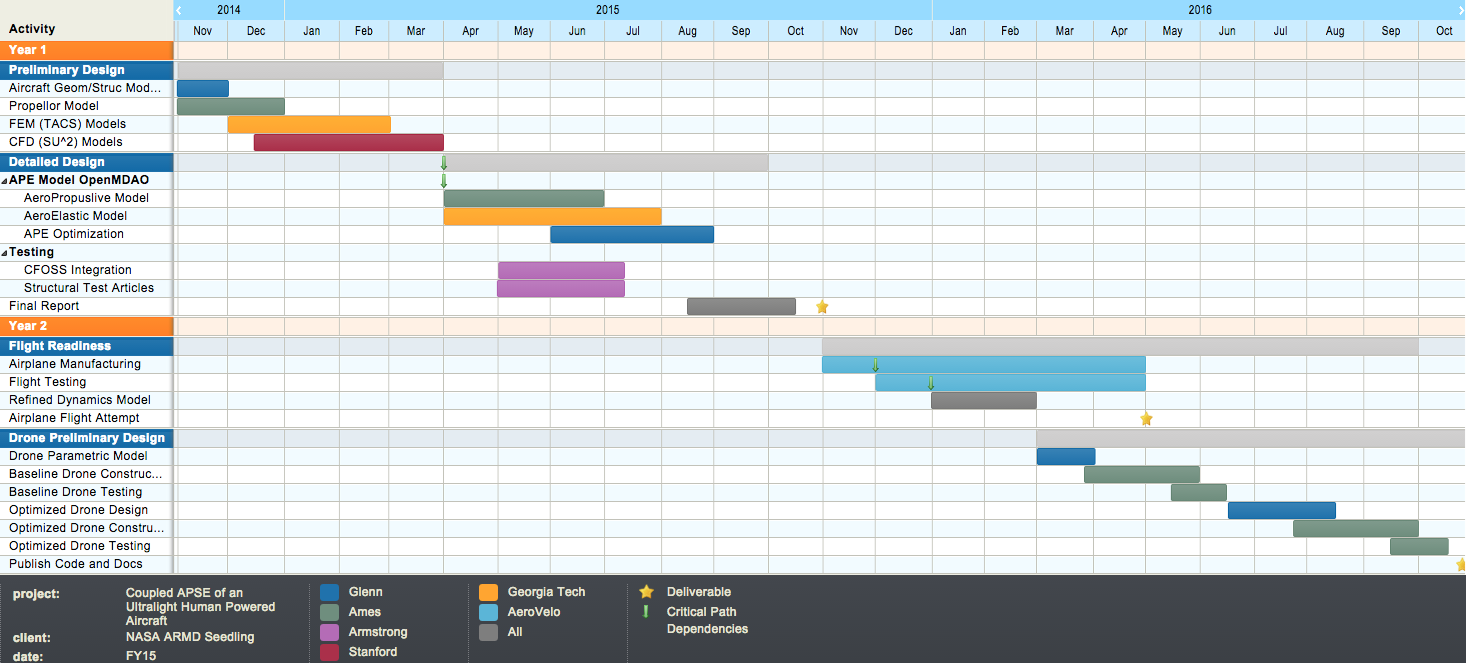 2014 2015 2016
Activity Nov Dec Jan Feb Mar Apr May Jun Jul Aug Sep Oct Nov Dec Jan Feb Mar Apr May Jun Jul Aug Sep Oct
Year 1
Preliminary Design
Aircraft Geom/Struc Mod...
Propellor Model
FEM (TACS) Models
CFD (SU^2) Models
Detailed Design
APE Model OpenMDAO
AeroPropuslive Model
AeroElastic Model
APE Optimization
Testing
CFOSS Integration
Structural Test Articles
Final Report
Year 2
Flight Readiness
Airplane Manufacturing
Flight Testing
Refined Dynamics Model
Airplane Flight Attempt
Drone Preliminary Design
Drone Parametric Model
Baseline Drone Construc...
Baseline Drone Testing
Optimized Drone Design
Optimized Drone Constru...
Optimized Drone Testing
Publish Code and Docs
project: Coupled APSE of an
Ultralight Human Powered
Aircraft
client: NASA ARMD Seedling
date: FY15
Glenn
Ames
Armstrong
Stanford
Georgia Tech
AeroVelo
All
Deliverable
Critical Path
Dependencies